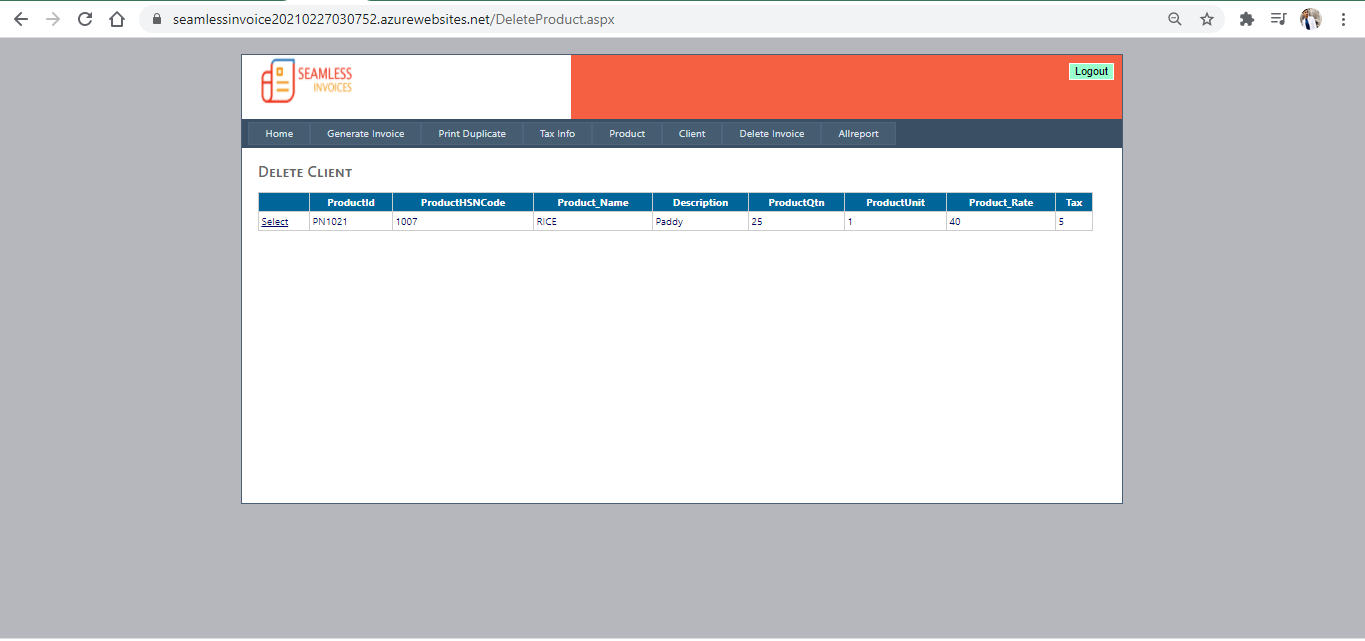 seamlessinvoice20210227030752.azurewebsites.net/DeleteProduct.aspx
SEAMLESS
INVOICES
Logout
Home Generate Invoice Print Duplicate Tax Info Product Client Delete Invoice Allreport
Delete Client
ProductId ProductHSNCode Product_Name Description ProductQtn ProductUnit Product_Rate Tax
Select PN1021 1007 RICE Paddy 25 1 40 5